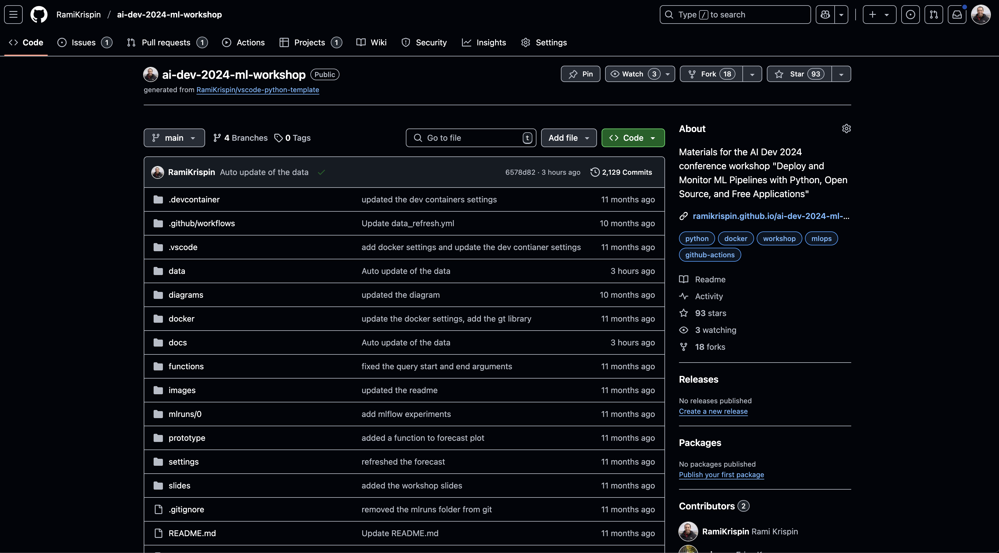 RamiKrispin / ai-dev-2024-ml-workshop
Type / to search
Code
Issues 1
Pull requests 1
Actions
Projects 1
Wiki
Security
Insights
Settings
ai-dev-2024-ml-workshop Public
generated from RamiKrispin/vscode-python-template
Pin
Watch 3
Fork 18
Star 93
main
4 Branches
0 Tags
Go to file t
Add file
Code
RamiKrispin Auto update of the data 6578d82 · 3 hours ago 2,129 Commits
.devcontainer updated the dev containers settings 11 months ago
.github/workflows Update data_refresh.yml 10 months ago
.vscode add docker settings and update the dev contianer settings 11 months ago
data Auto update of the data 3 hours ago
diagrams updated the diagram 10 months ago
docker update the docker settings, add the gt library 11 months ago
docs Auto update of the data 3 hours ago
functions fixed the query start and end arguments 11 months ago
images updated the readme 11 months ago
mlruns/0 add mlflow experiments 11 months ago
prototype added a function to forecast plot 11 months ago
settings refreshed the forecast 11 months ago
slides added the workshop slides 11 months ago
.gitignore removed the mlruns folder from git 11 months ago
README.md Update README.md 11 months ago
About
Materials for the AI Dev 2024
conference workshop "Deploy and
Monitor ML Pipelines with Python, Open
Source, and Free Applications"
ramikrispin.github.io/ai-dev-2024-ml-...
python docker workshop mlops
github-actions
Readme
Activity
93 stars
3 watching
18 forks
Releases
No releases published
Create a new release
Packages
No packages published
Publish your first package
Contributors 2
RamiKrispin Rami Krispin